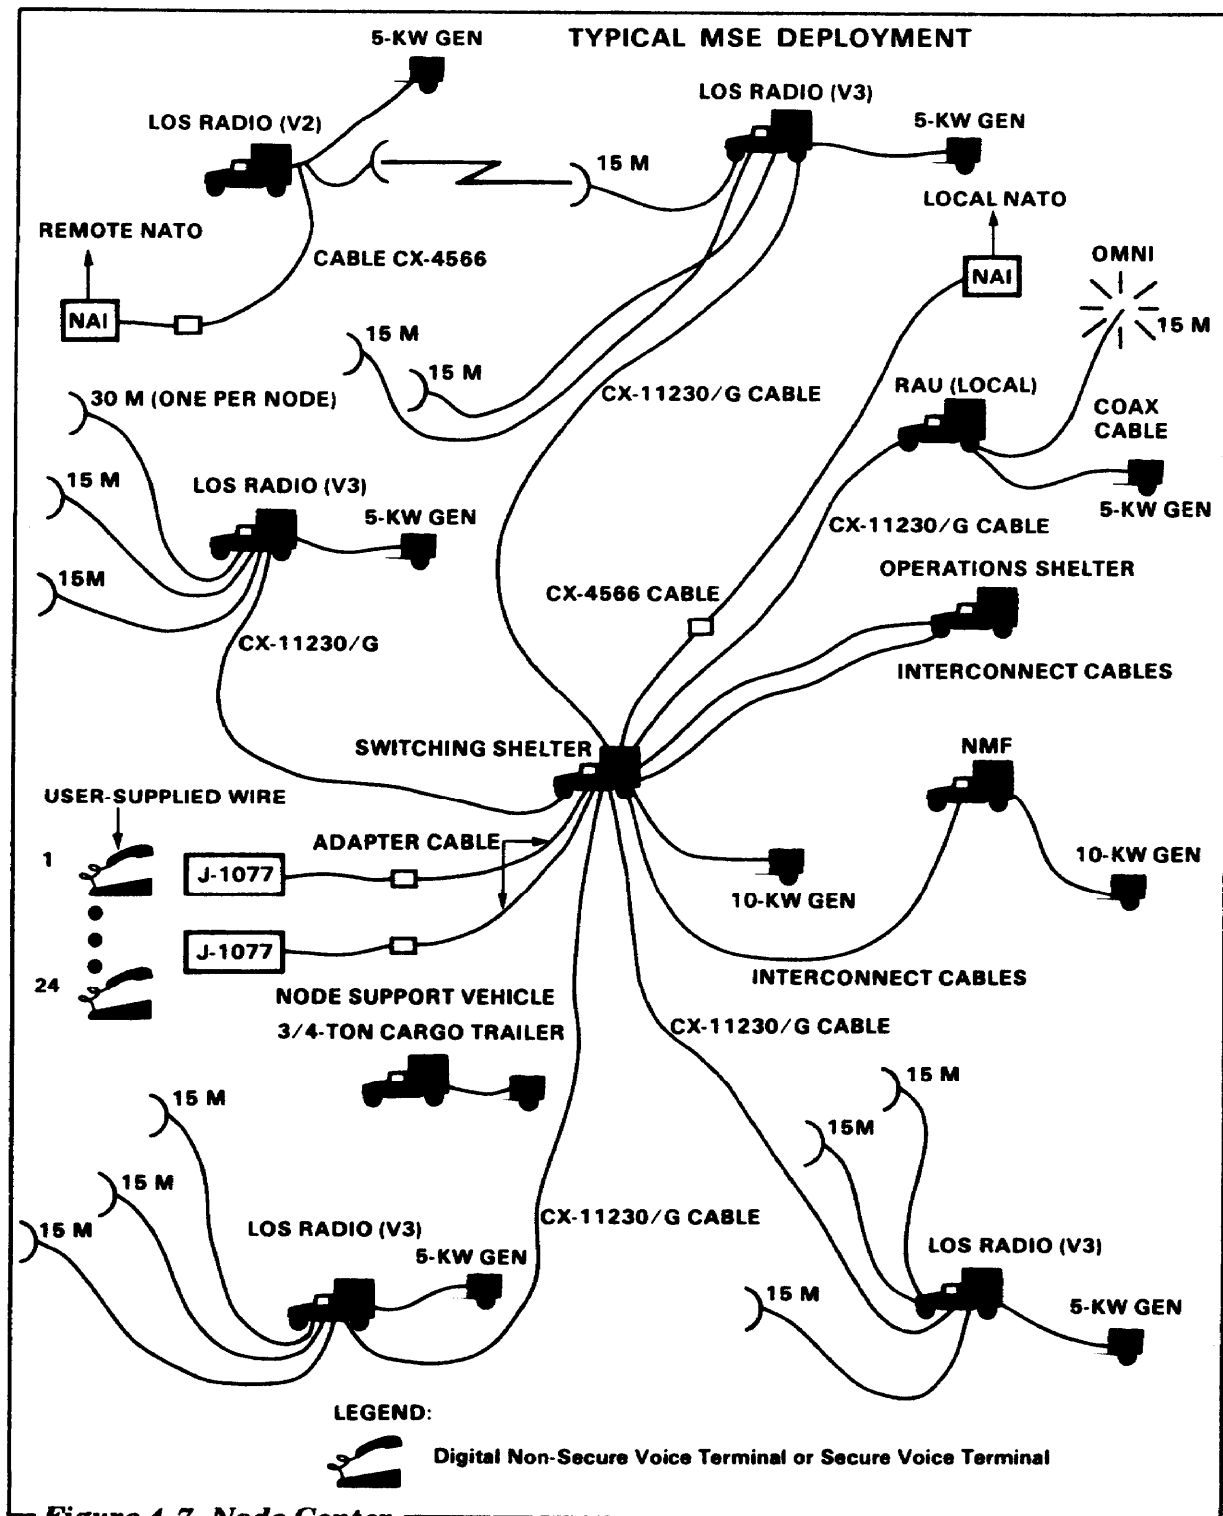 TYPICAL MSE DEPLOYMENT
5-KW GEN
LOS RADIO (V2)
LOS RADIO (V3)
5-KW GEN
15 M
LOCAL NATO
REMOTE NATO
CABLE CX-4566
OMNI
NAI
NAI
15 M
15 M
15 M
CX-11230/G CABLE
RAU (LOCAL)
30 M (ONE PER NODE)
COAX
CABLE
15 M
LOS RADIO (V3)
5-KW GEN
5-KW GEN
CX-11230/G CABLE
15M
OPERATIONS SHELTER
CX-4566 CABLE
CX-11230/G
INTERCONNECT CABLES
SWITCHING SHELTER
NMF
USER-SUPPLIED WIRE
ADAPTER CABLE
1
J-1077
10-KW GEN
10-KW GEN
J-1077
24
NODE SUPPORT VEHICLE
3/4-TON CARGO TRAILER
INTERCONNECT CABLES
CX-11230/G CABLE
15 M
15 M
15M
15 M
15 M
CX-11230/G CABLE
LOS RADIO (V3)
5-KW GEN
LOS RADIO (V3)
15 M
5-KW GEN
LEGEND:
Digital Non-Secure Voice Terminal or Secure Voice Terminal
Figure 4-7. Node Center